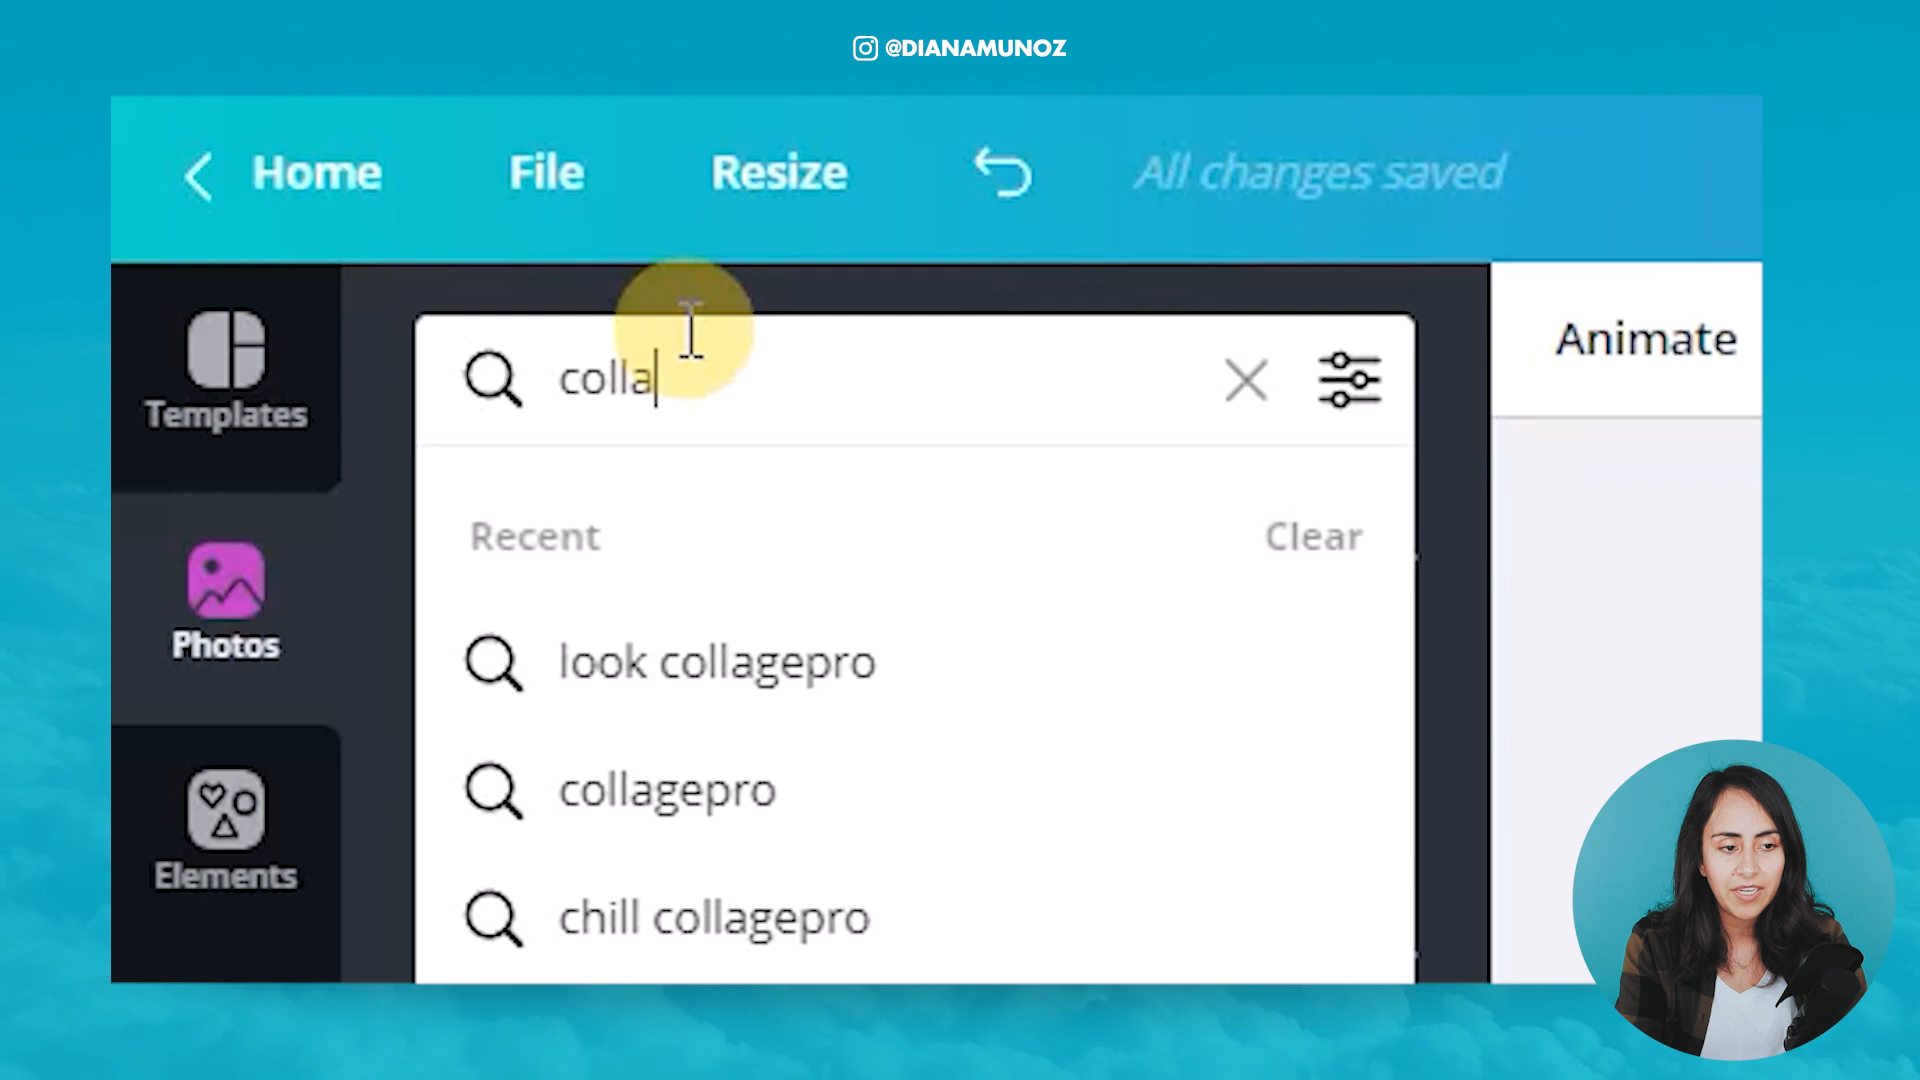 @DIANAMUNOZ
Home File Resize All changes saved
Templates
colla
Animate
Recent Clear
Photos
look collagepro
collagepro
Elements
chill collagepro